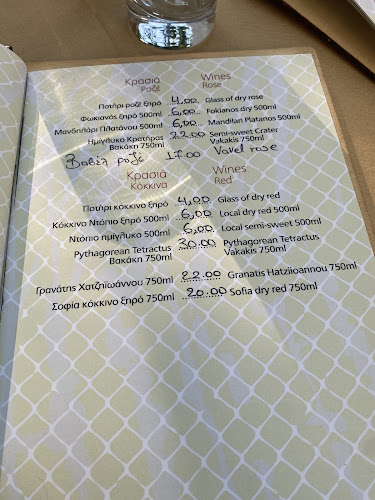 Κρασιά Wines
Ροζέ Rose
Ποτήρι ροζέ ξηρό 4,00 Glass of dry rose
Φωκιανός ξηρό 500ml 6,00 Fokianos dry 500ml
Μανδηλάρι Πλατάνου 500ml 6,00 Mandilari Platanos 500ml
Ημίγλυκο Κρατήρας 22.00 Semi-sweet Crater
Βακάκη 750ml Vakakis 750ml
Βαβέλ ροζέ 17.00 Vavel rose
Κρασιά Wines
Κόκκινα Red
Ποτήρι κόκκινο ξηρό 4,00 Glass of dry red
Κόκκινο Ντόπιο ξηρό 500ml 6,00 Local dry red 500ml
Ντόπιο ημίγλυκο 500ml 6,00 Local semi-sweet 500ml
Pythagorean Tetractus 30.00 Pythagorean Tetractus
Βακάκη 750ml Vakakis 750ml
Γρανάτης Χατζηιωάννου 750ml 22.00 Granatis Hatziioannou 750ml
Σοφία κόκκινο ξηρό 750ml 20.00 Sofia dry red 750ml